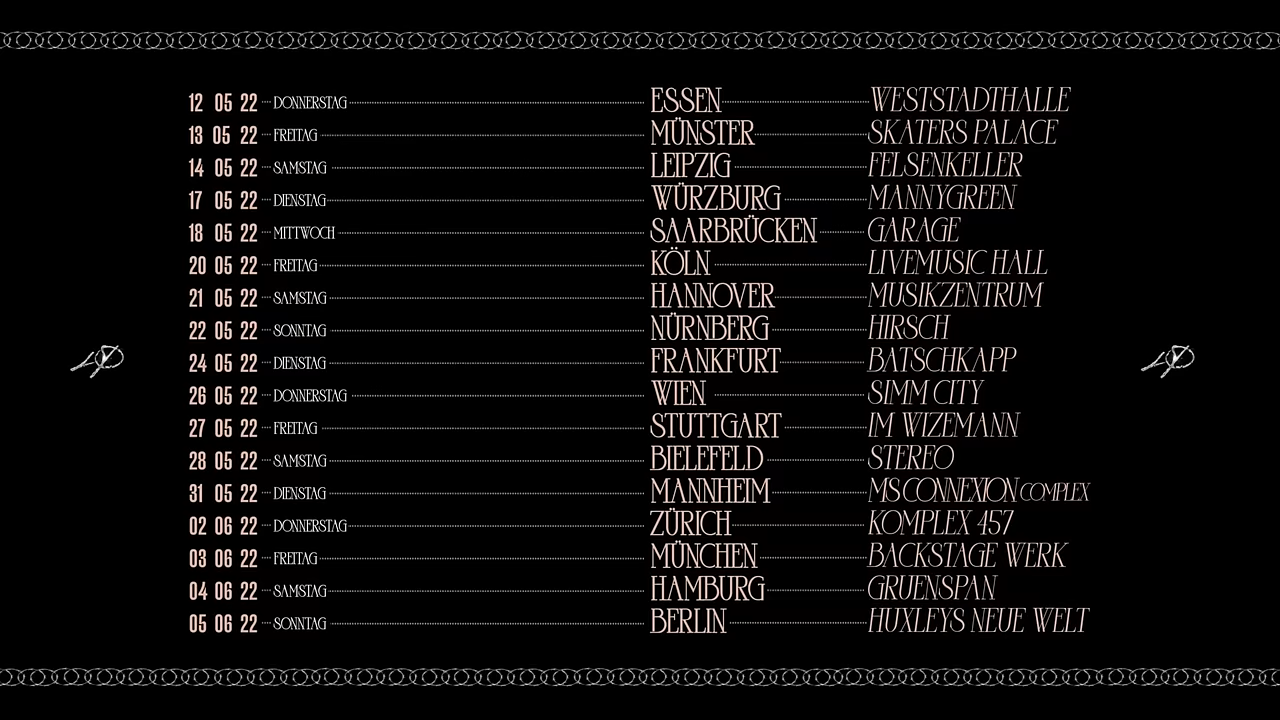 12 05 22 DONNERSTAG ESSEN WESTSTADTHALLE
13 05 22 FREITAG MÜNSTER SKATERS PALACE
14 05 22 SAMSTAG LEIPZIG FELSENKELLER
17 05 22 DIENSTAG WÜRZBURG MANNYGREEN
18 05 22 MITTWOCH SAARBRÜCKEN GARAGE
20 05 22 FREITAG KÖLN LIVEMUSIC HALL
21 05 22 SAMSTAG HANNOVER MUSIKZENTRUM
22 05 22 SONNTAG NÜRNBERG HIRSCH
24 05 22 DIENSTAG FRANKFURT BATSCHKAPP
26 05 22 DONNERSTAG WIEN SIMM CITY
27 05 22 FREITAG STUTTGART IM WIZEMANN
28 05 22 SAMSTAG BIELEFELD STEREO
31 05 22 DIENSTAG MANNHEIM MS CONNEXION COMPLEX
02 06 22 DONNERSTAG ZÜRICH KOMPLEX 457
03 06 22 FREITAG MÜNCHEN BACKSTAGE WERK
04 06 22 SAMSTAG HAMBURG GRUENSPAN
05 06 22 SONNTAG BERLIN HUXLEYS NEUE WELT